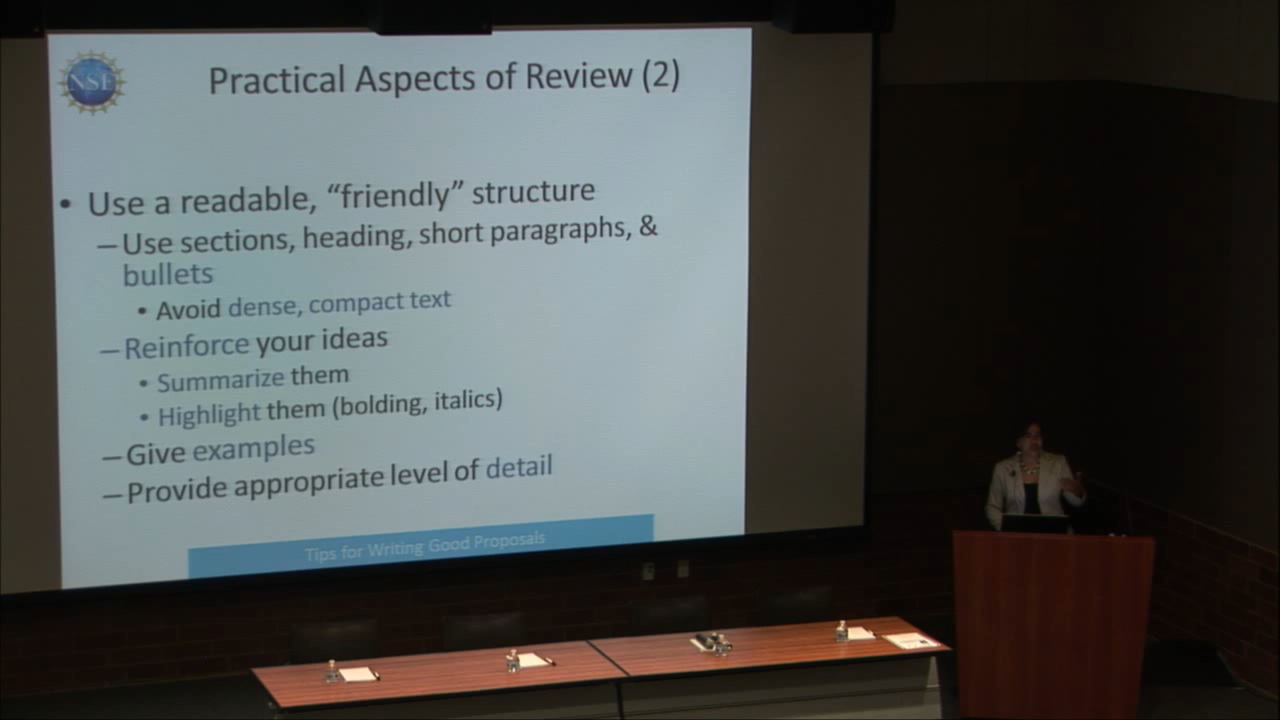 NSF
Practical Aspects of Review (2)
• Use a readable, “friendly” structure
–Use sections, heading, short paragraphs, &
bullets
• Avoid dense, compact text
–Reinforce your ideas
• Summarize them
• Highlight them (bolding, italics)
–Give examples
–Provide appropriate level of detail
Tips for Writing Good Proposals